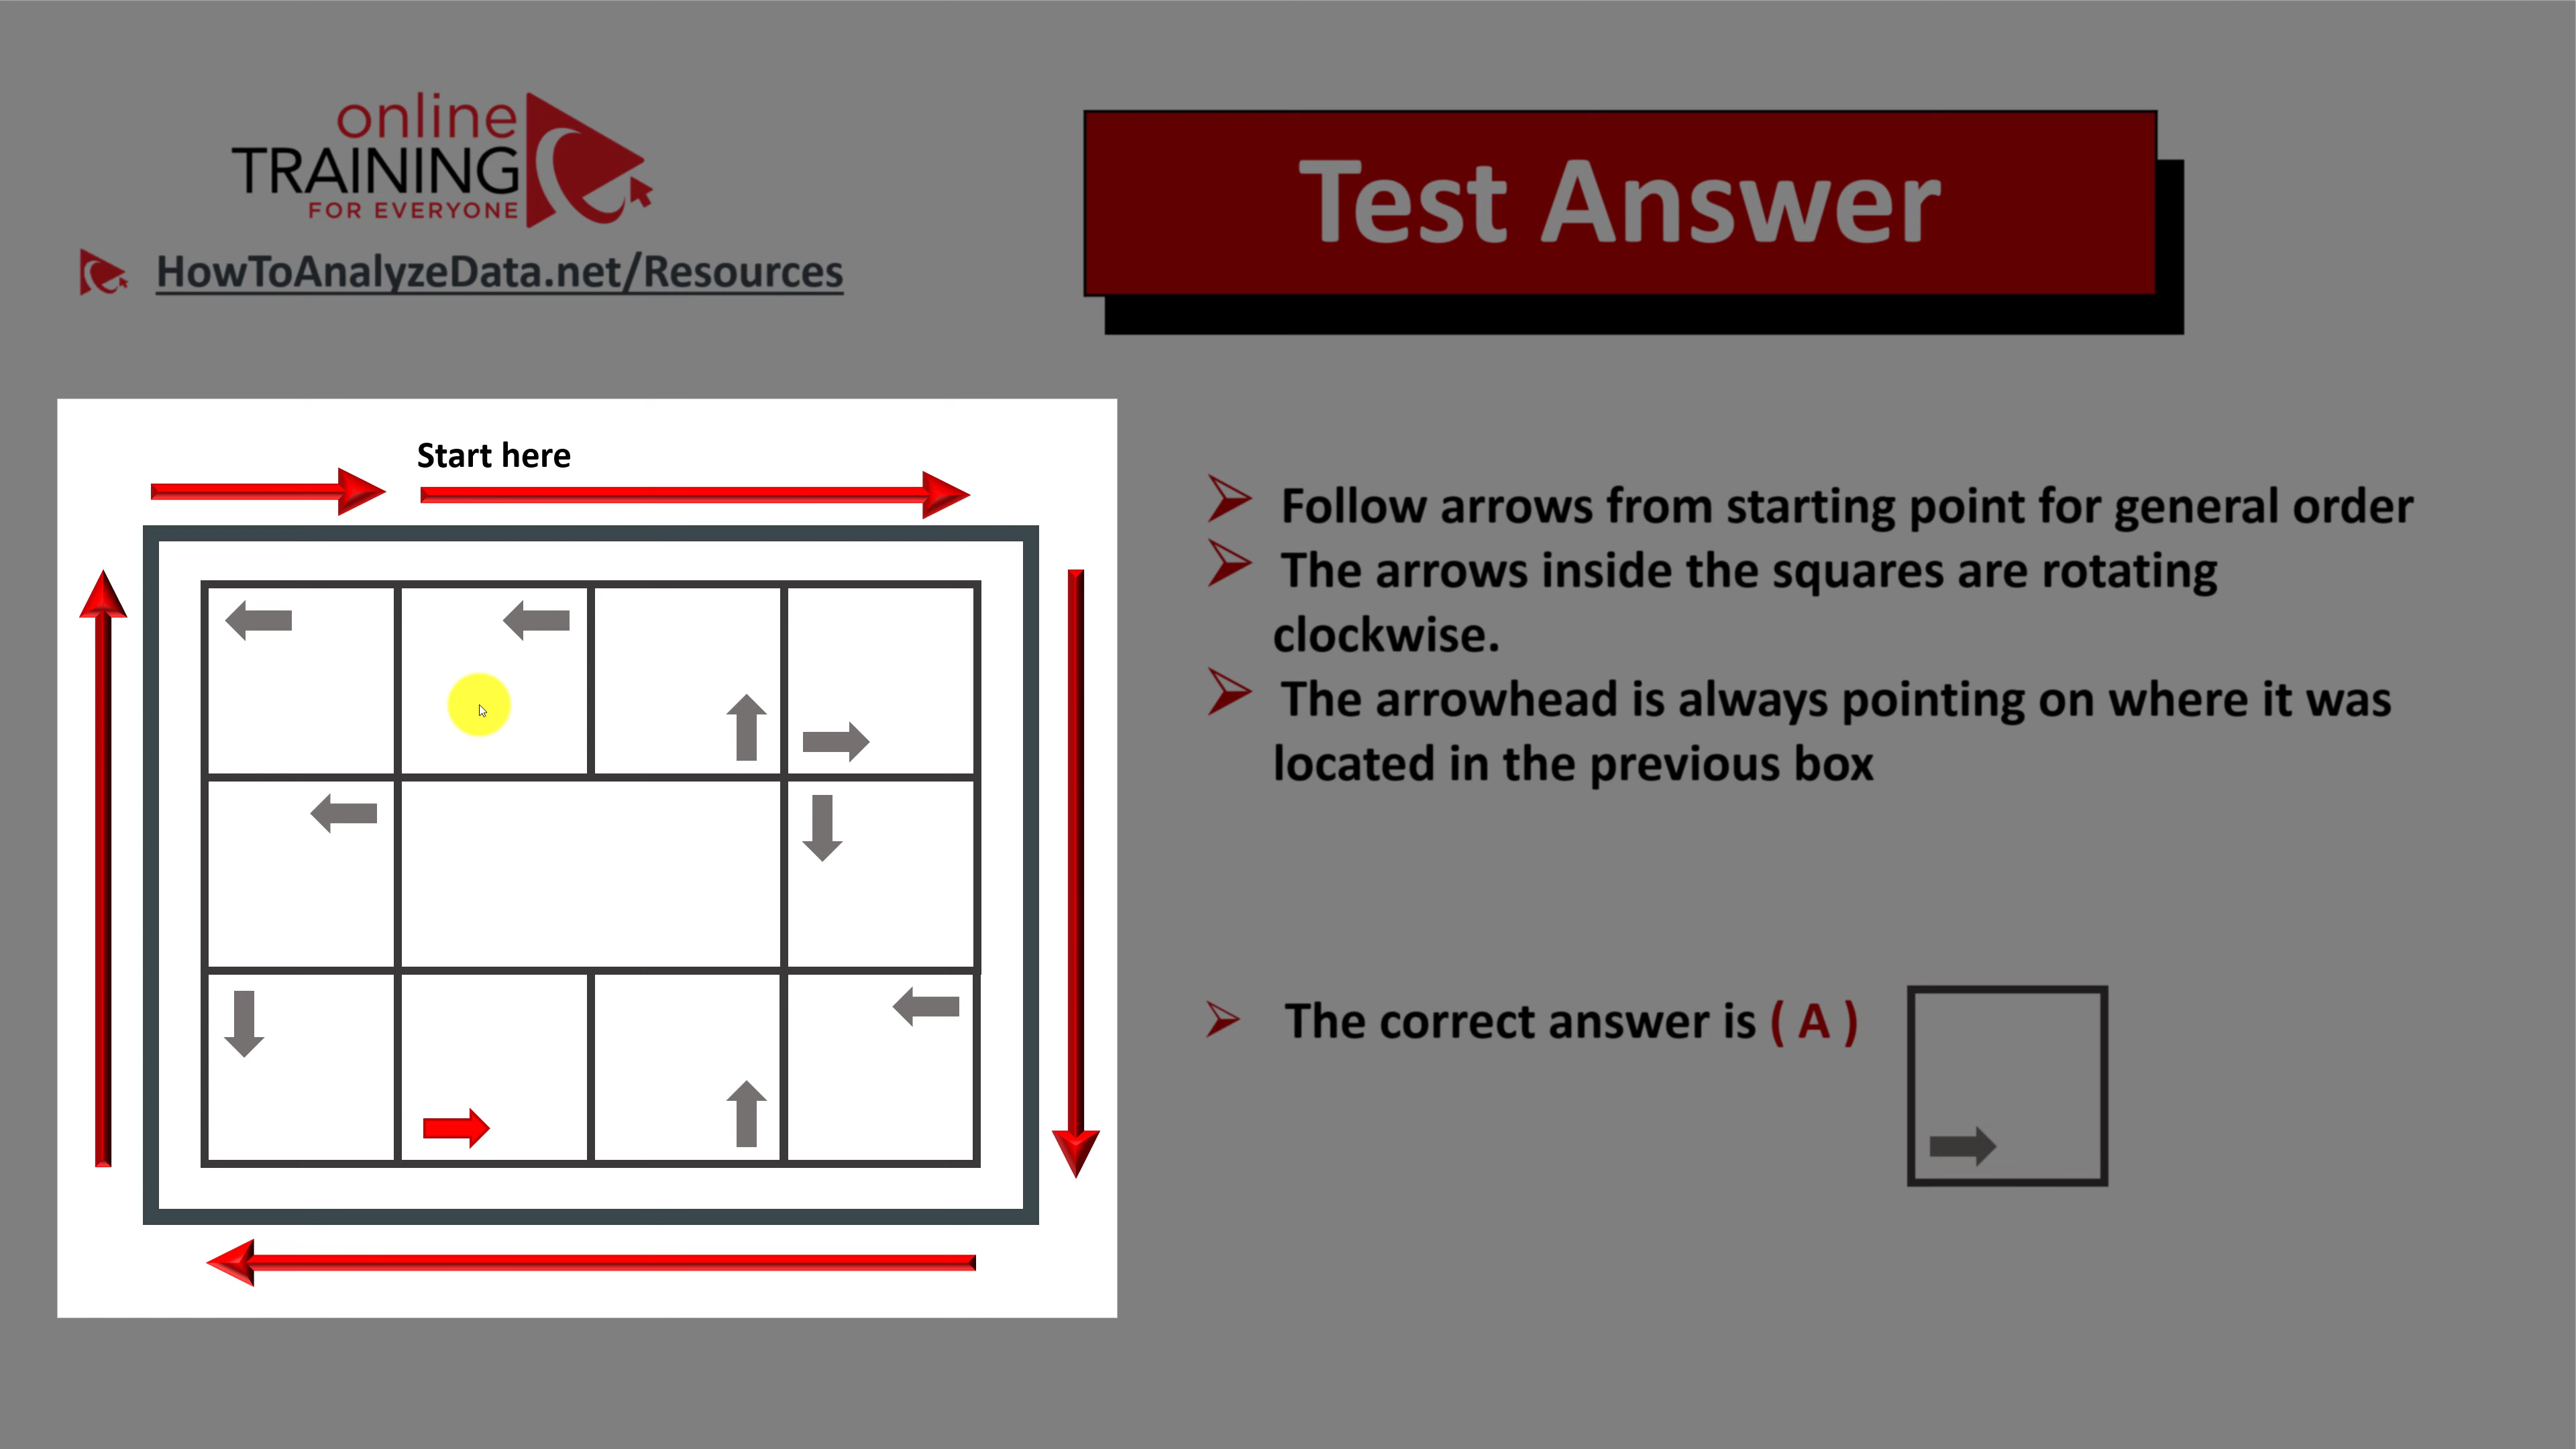 online
TRAINING
FOR EVERYONE
HowToAnalyzeData.net/Resources
Test Answer
Start here
Follow arrows from starting point for general order
The arrows inside the squares are rotating
clockwise.
The arrowhead is always pointing on where it was
located in the previous box
The correct answer is ( A )